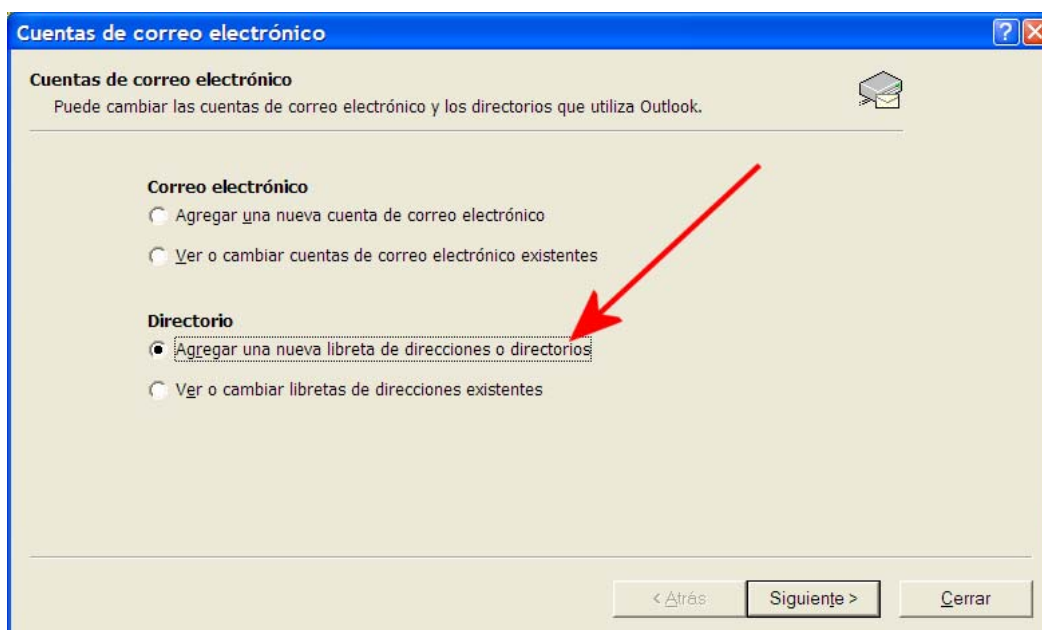 Cuentas de correo electrónico
Cuentas de correo electrónico
Puede cambiar las cuentas de correo electrónico y los directorios que utiliza Outlook.
Correo electrónico
Agregar una nueva cuenta de correo electrónico
Ver o cambiar cuentas de correo electrónico existentes
Directorio
Agregar una nueva libreta de direcciones o directorios
Ver o cambiar libretas de direcciones existentes
< Atrás Siguiente > Cerrar